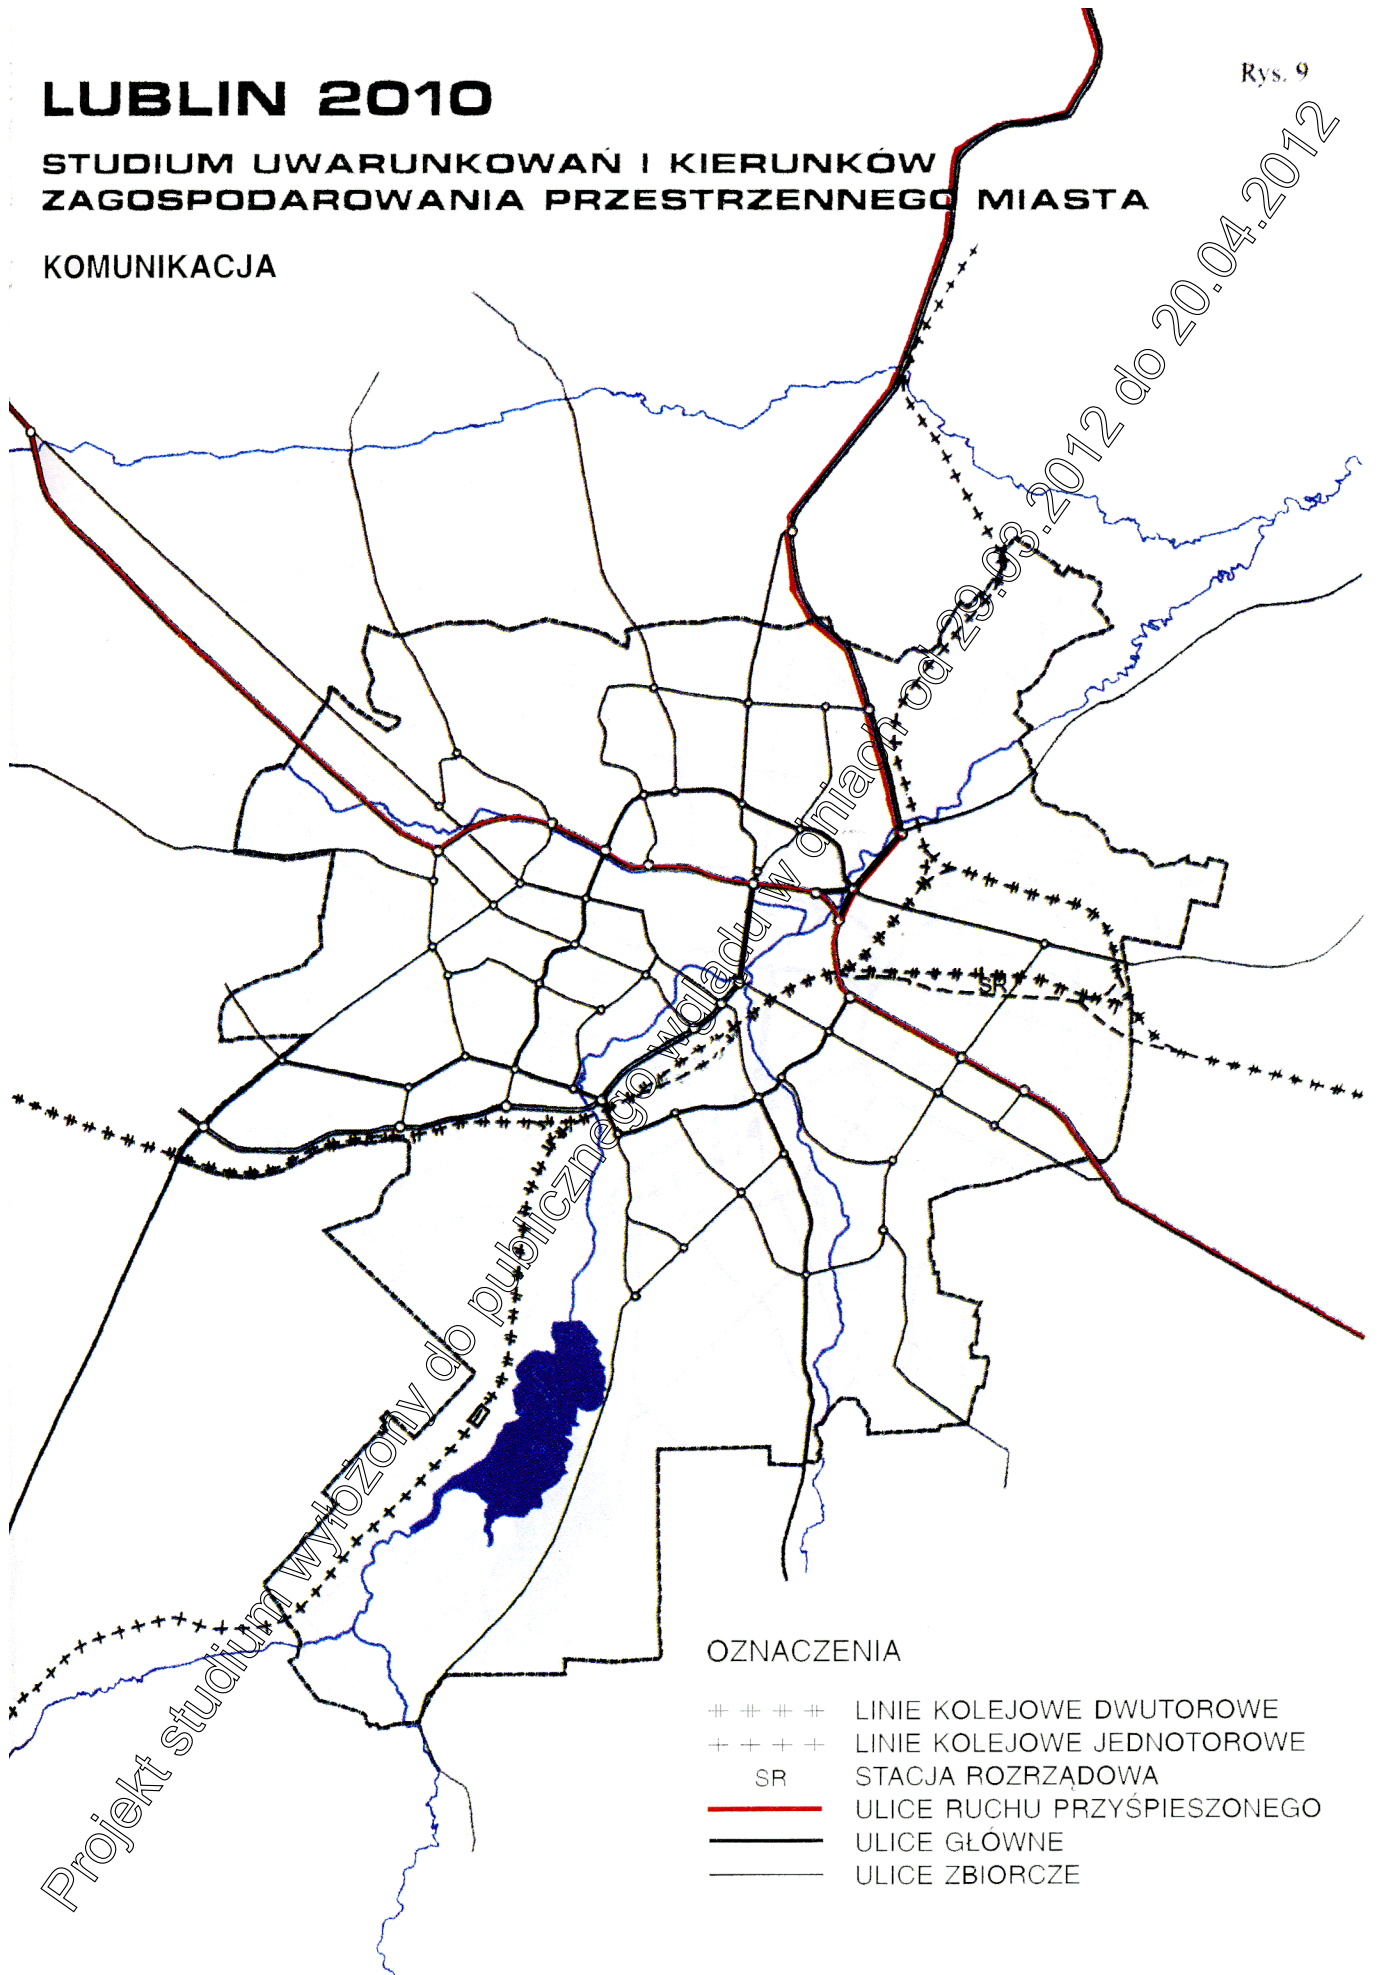 Rys. 9
LUBLIN 2010
STUDIUM UWARUNKOWAŃ I KIERUNKÓW
ZAGOSPODAROWANIA PRZESTRZENNEGO MIASTA
KOMUNIKACJA
Projekt studium wyłożony do publicznego wglądu w dniach od 29.03.2012 do 20.04.2012
SR
OZNACZENIA
LINIE KOLEJOWE DWUTOROWE
LINIE KOLEJOWE JEDNOTOROWE
SR STACJA ROZRZĄDOWA
ULICE RUCHU PRZYŚPIESZONEGO
ULICE GŁÓWNE
ULICE ZBIORCZE